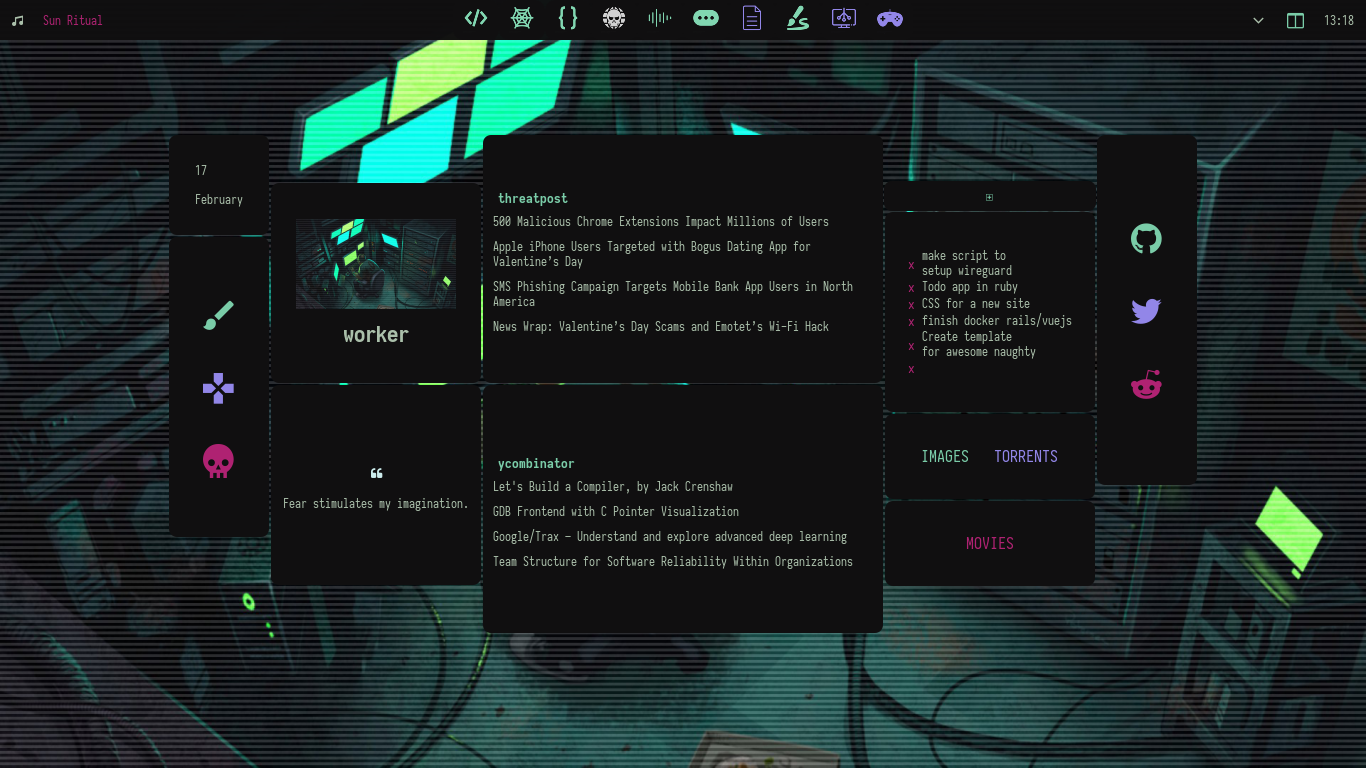 Sun Ritual
13:18
17
February
worker
“
Fear stimulates my imagination.
threatpost
500 Malicious Chrome Extensions Impact Millions of Users
Apple iPhone Users Targeted with Bogus Dating App for
Valentine’s Day
SMS Phishing Campaign Targets Mobile Bank App Users in North
America
News Wrap: Valentine’s Day Scams and Emotet’s Wi-Fi Hack
ycombinator
Let's Build a Compiler, by Jack Crenshaw
GDB Frontend with C Pointer Visualization
Google/Trax – Understand and explore advanced deep learning
Team Structure for Software Reliability Within Organizations
make script to
x setup wireguard
x Todo app in ruby
x CSS for a new site
x finish docker rails/vuejs
x Create template
for awesome naughty
x
IMAGES TORRENTS
MOVIES